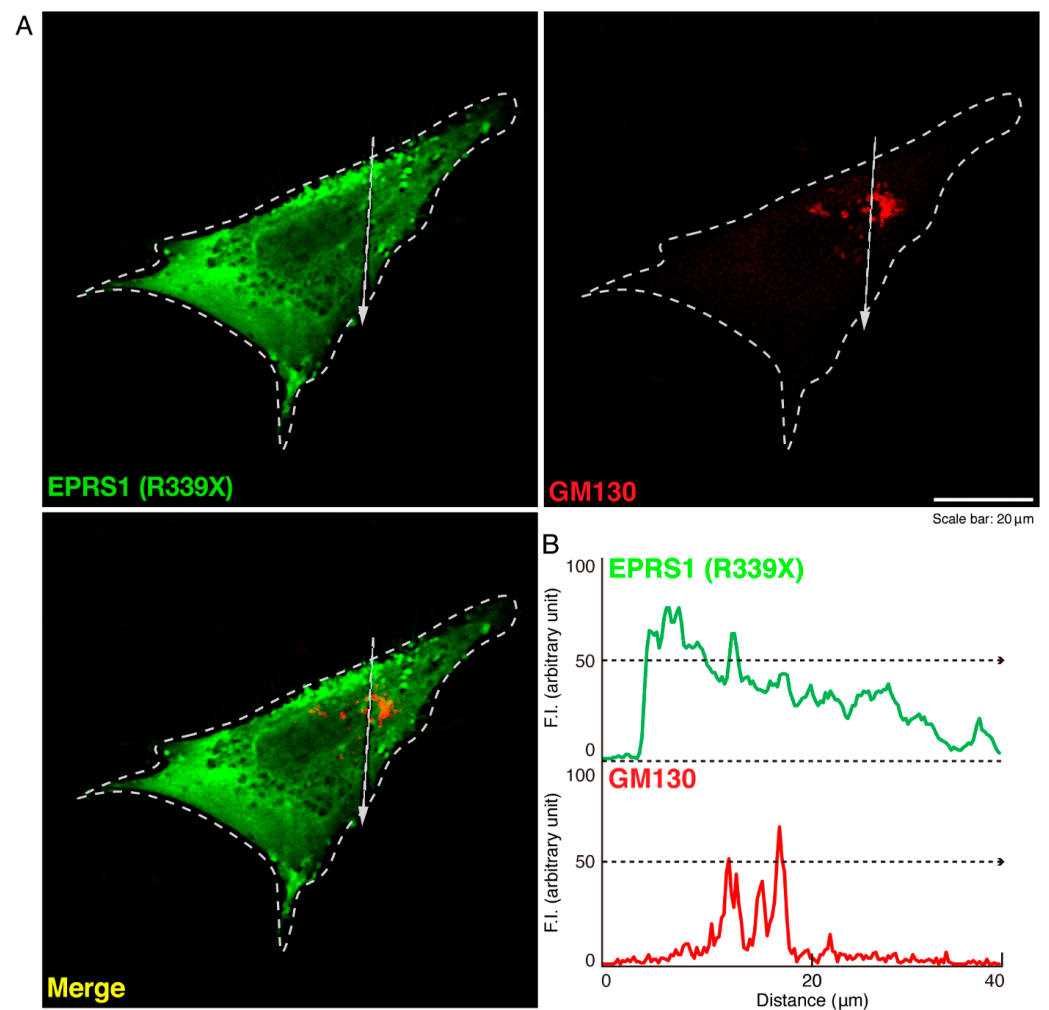 A
EPRS1 (R339X)
GM130
Scale bar: 20 μm
Merge
B
EPRS1 (R339X)
100
50
0
F.I. (arbitrary unit)
GM130
100
50
0
F.I. (arbitrary unit)
0
20
40
Distance (μm)